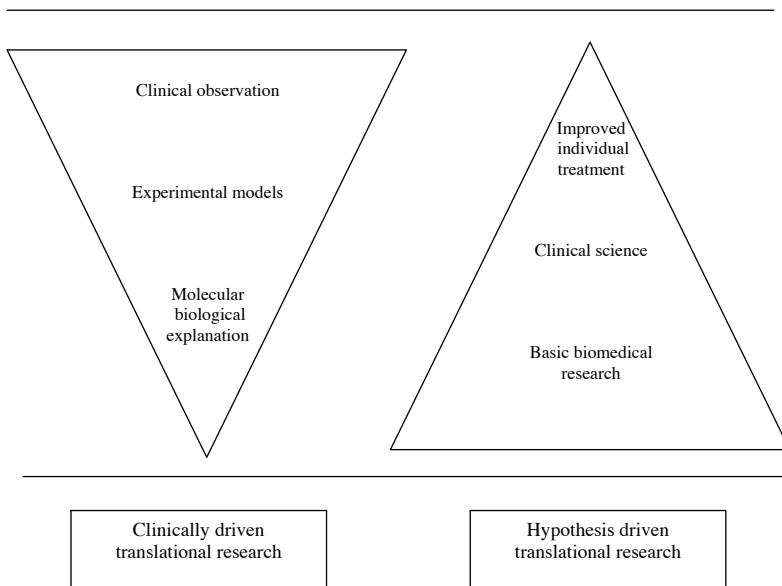 Clinical observation
Experimental models
Molecular
biological
explanation
Improved
individual
treatment
Clinical science
Basic biomedical
research
Clinically driven
translational research
Hypothesis driven
translational research